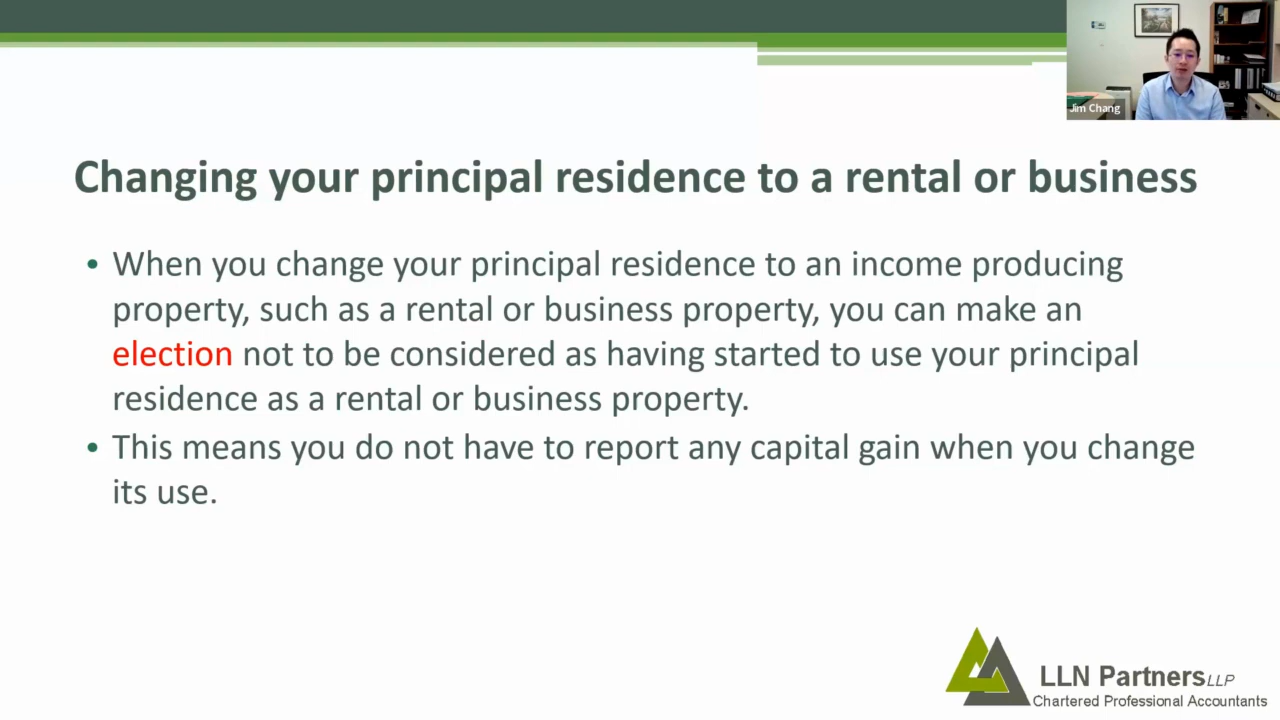 Jim Chang
Changing your principal residence to a rental or business
• When you change your principal residence to an income producing
property, such as a rental or business property, you can make an
election not to be considered as having started to use your principal
residence as a rental or business property.
• This means you do not have to report any capital gain when you change
its use.
LLN Partners LLP
Chartered Professional Accountants